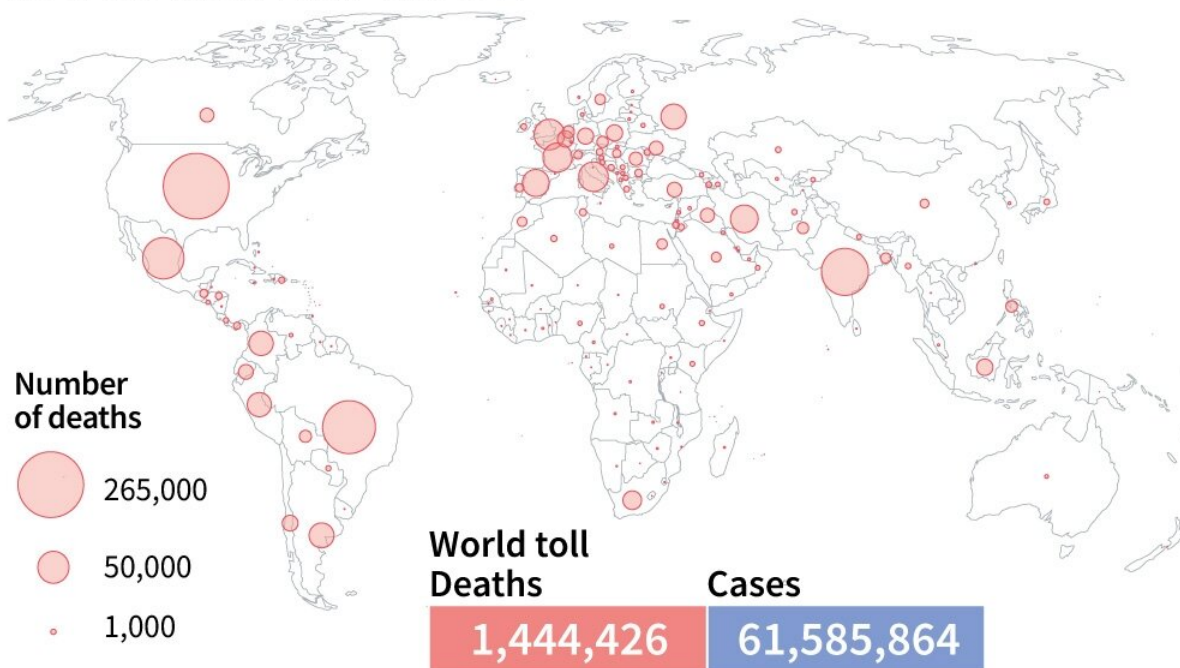 Number
of deaths
265,000
50,000
1,000
World toll
Deaths
Cases
1,444,426
61,585,864